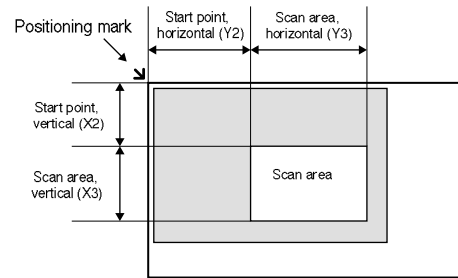 Positioning mark
Start point,
horizontal (Y2)
Scan area,
horizontal (Y3)
Start point,
vertical (X2)
Scan area,
vertical (X3)
Scan area